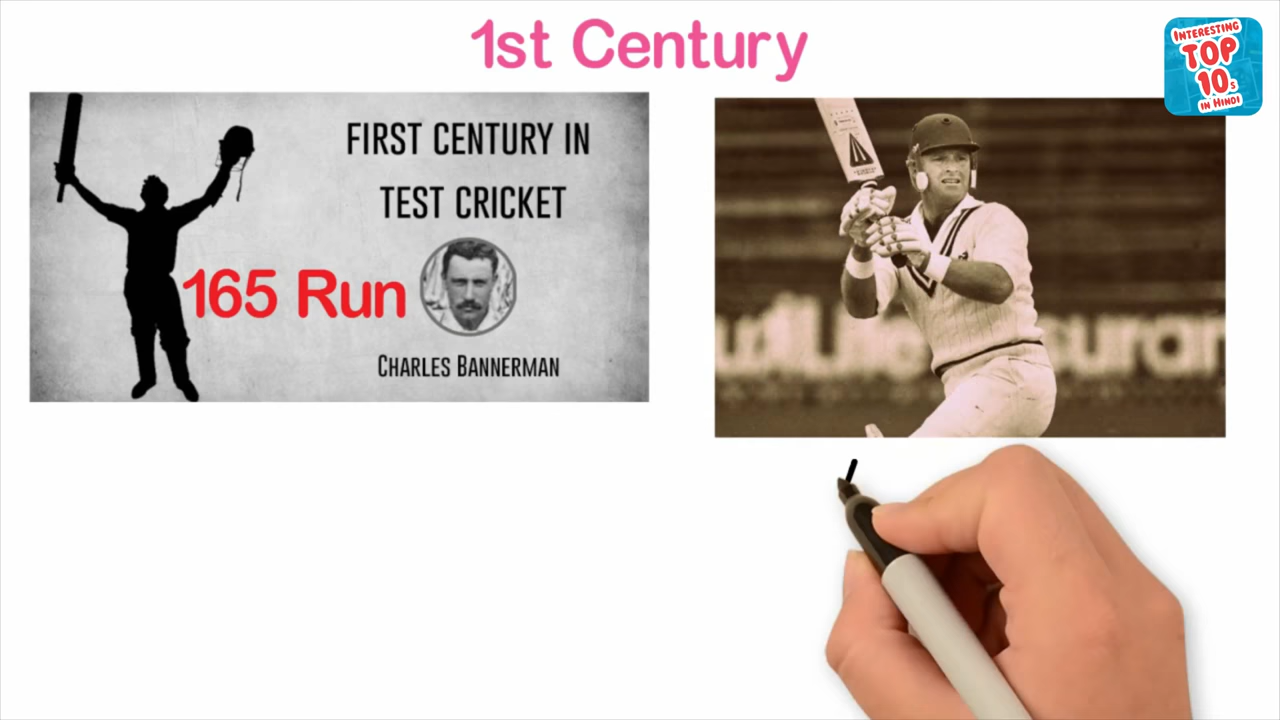 1st Century
INTERESTING
TOP
10s
IN HINDI
FIRST CENTURY IN
TEST CRICKET
165 Run
CHARLES BANNERMAN